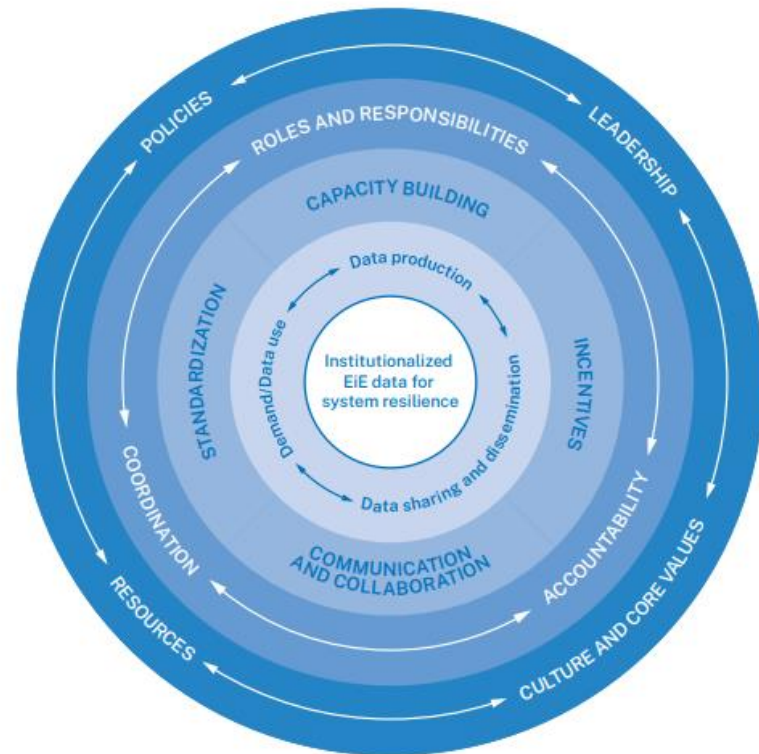 POLICIES
LEADERSHIP
ROLES AND RESPONSIBILITIES
CAPACITY BUILDING
Data production
STANDARDIZATION
Demand/Data use
Institutionalized
EiE data for
system resilience
Data sharing and dissemination
INCENTIVES
COMMUNICATION
AND COLLABORATION
COORDINATION
ACCOUNTABILITY
RESOURCES
CULTURE AND CORE VALUES